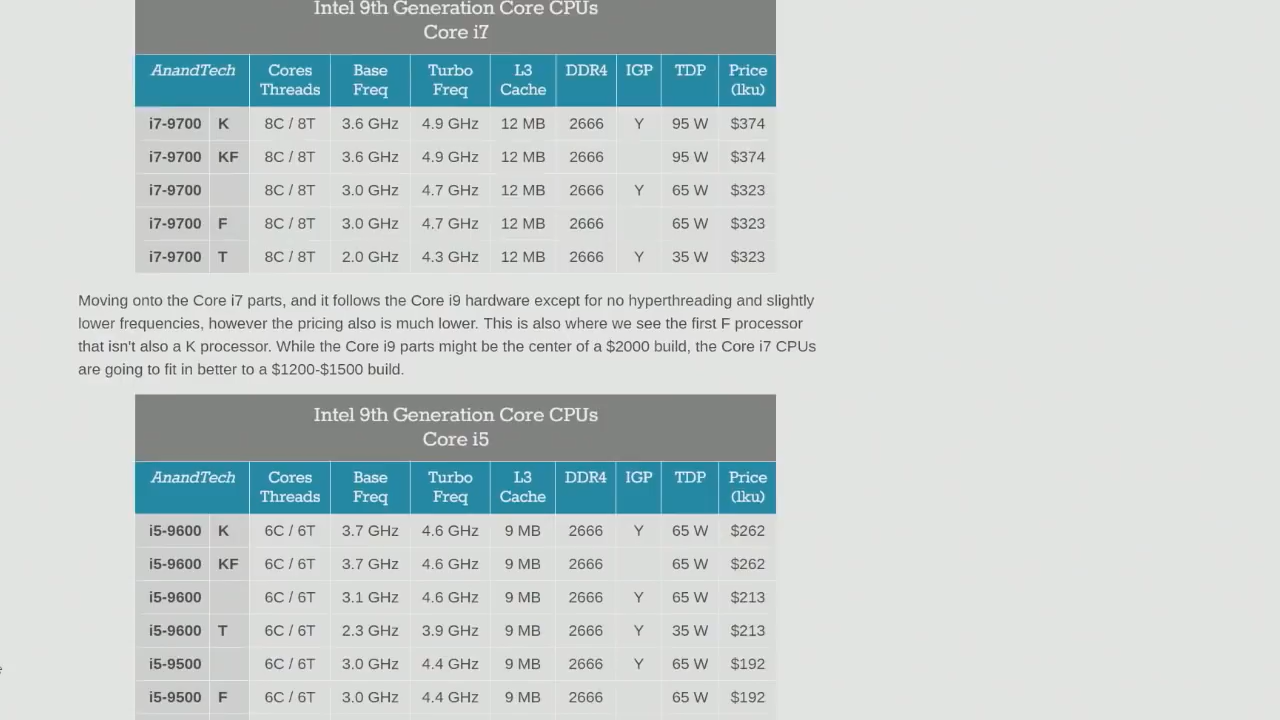 Intel 9th Generation Core CPUs
Core i7
AnandTech Cores Threads Base Freq Turbo Freq L3 Cache DDR4 IGP TDP Price (1ku)
i7-9700 K 8C / 8T 3.6 GHz 4.9 GHz 12 MB 2666 Y 95 W $374
i7-9700 KF 8C / 8T 3.6 GHz 4.9 GHz 12 MB 2666 95 W $374
i7-9700 8C / 8T 3.0 GHz 4.7 GHz 12 MB 2666 Y 65 W $323
i7-9700 F 8C / 8T 3.0 GHz 4.7 GHz 12 MB 2666 65 W $323
i7-9700 T 8C / 8T 2.0 GHz 4.3 GHz 12 MB 2666 Y 35 W $323
Moving onto the Core i7 parts, and it follows the Core i9 hardware except for no hyperthreading and slightly
lower frequencies, however the pricing also is much lower. This is also where we see the first F processor
that isn't also a K processor. While the Core i9 parts might be the center of a $2000 build, the Core i7 CPUs
are going to fit in better to a $1200-$1500 build.
Intel 9th Generation Core CPUs
Core i5
AnandTech Cores Threads Base Freq Turbo Freq L3 Cache DDR4 IGP TDP Price (1ku)
i5-9600 K 6C / 6T 3.7 GHz 4.6 GHz 9 MB 2666 Y 65 W $262
i5-9600 KF 6C / 6T 3.7 GHz 4.6 GHz 9 MB 2666 65 W $262
i5-9600 6C / 6T 3.1 GHz 4.6 GHz 9 MB 2666 Y 65 W $213
i5-9600 T 6C / 6T 2.3 GHz 3.9 GHz 9 MB 2666 Y 35 W $213
i5-9500 6C / 6T 3.0 GHz 4.4 GHz 9 MB 2666 Y 65 W $192
i5-9500 F 6C / 6T 3.0 GHz 4.4 GHz 9 MB 2666 65 W $192